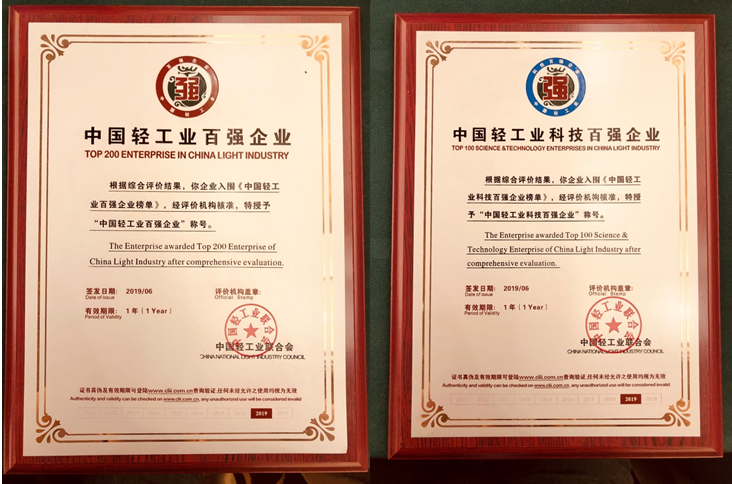 强
中国轻工业百强企业
TOP 200 ENTERPRISE IN CHINA LIGHT INDUSTRY
根据综合评价结果，你企业入围《中国轻工
业百强企业榜单》，经评价机构核准，特授予
“中国轻工业百强企业”称号。
The Enterprise awarded Top 200 Enterprise of
China Light Industry after comprehensive evaluation.
签发日期： 2019/06 评价机构盖章：
Date of Issue Official Stamp
有效期限： 1 年（1 Year）
Period of Validity
中国轻工业联合会
中国轻工业联合会
CHINA NATIONAL LIGHT INDUSTRY COUNCIL
证书真伪及有效期限可登陆www.clii.com.cn查询验证,任何未经允许之使用均视为无效
Authenticity and validity can be checked on www.clii.com.cn, any unauthorized use will be considered invalid
2019
强
中国轻工业科技百强企业
TOP 100 SCIENCE &TECHNOLOGY ENTERPRISES IN CHINA LIGHT INDUSTRY
根据综合评价结果，你企业入围《中国轻工
业科技百强企业榜单》，经评价机构核准，特授
予“中国轻工业科技百强企业”称号。
The Enterprise awarded Top 100 Science &
Technology Enterprise of China Light Industry after
comprehensive evaluation.
签发日期： 2019/06 评价机构盖章：
Date of Issue Official Stamp
有效期限： 1 年（1 Year）
Period of Validity
中国轻工业联合会
中国轻工业联合会
CHINA NATIONAL LIGHT INDUSTRY COUNCIL
证书真伪及有效期限可登陆www.clii.com.cn查询验证,任何未经允许之使用均视为无效
Authenticity and validity can be checked on www.clii.com.cn, any unauthorized use will be considered invalid
2019